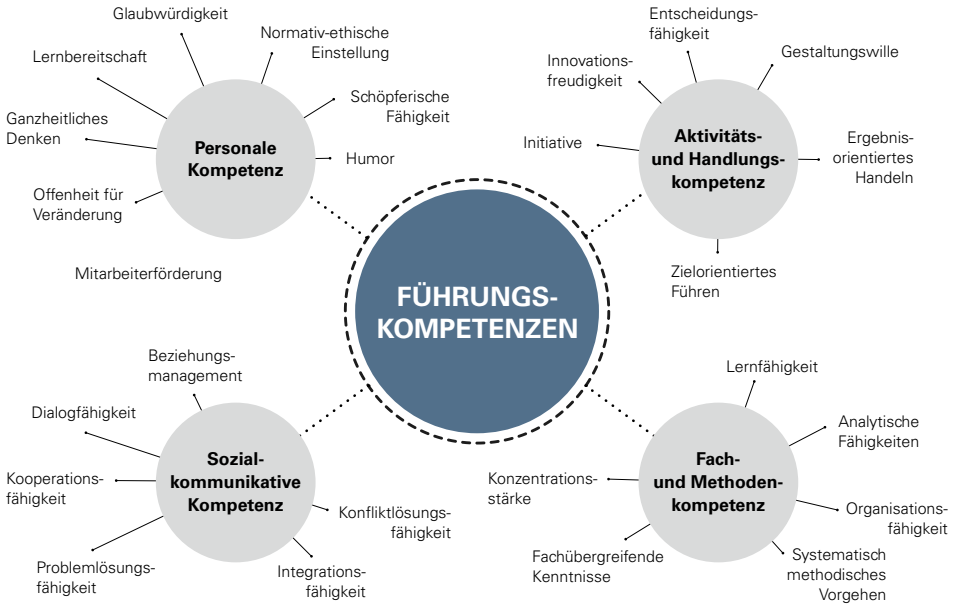 Glaubwürdigkeit
Normativ-ethische
Einstellung
Lernbereitschaft
Schöpferische
Fähigkeit
Ganzheitliches
Denken
Personale
Kompetenz
Humor
Offenheit für
Veränderung
Mitarbeiterförderung
Entscheidungs-
fähigkeit
Gestaltungswille
Innovations-
freudigkeit
Initiative
Aktivitäts-
und Handlungs-
kompetenz
Ergebnis-
orientiertes
Handeln
Zielorientiertes
Führen
FÜHRUNGS-
KOMPETENZEN
Beziehungs-
management
Dialogfähigkeit
Kooperations-
fähigkeit
Sozial-
kommunikative
Kompetenz
Konfliktlösungs-
fähigkeit
Problemlösungs-
fähigkeit
Integrations-
fähigkeit
Lernfähigkeit
Analytische
Fähigkeiten
Konzentrations-
stärke
Fach-
und Methoden-
kompetenz
Organisations-
fähigkeit
Fachübergreifende
Kenntnisse
Systematisch
methodisches
Vorgehen